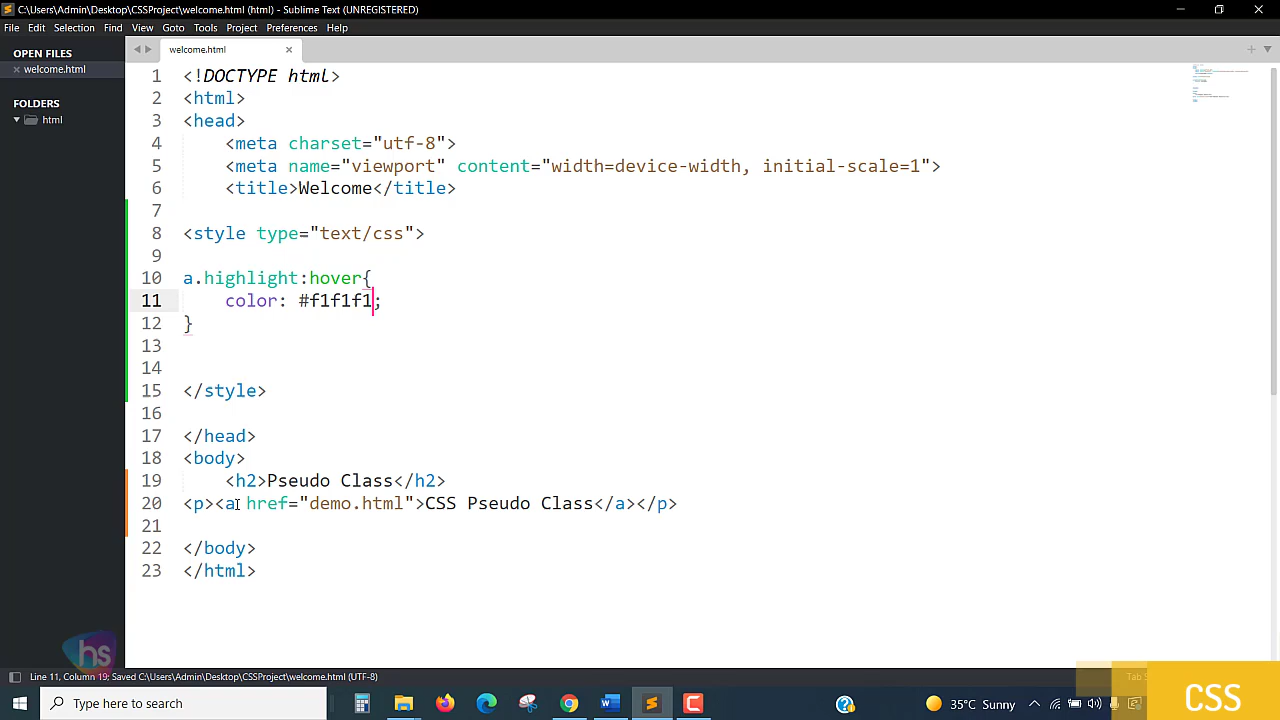 C:\Users\Admin\Desktop\CSSProject\welcome.html (html) - Sublime Text (UNREGISTERED)
File Edit Selection Find View Goto Tools Project Preferences Help
OPEN FILES
welcome.html
FOLDERS
html
welcome.html
1 <!DOCTYPE html>
2 <html>
3 <head>
4 <meta charset="utf-8">
5 <meta name="viewport" content="width=device-width, initial-scale=1">
6 <title>Welcome</title>
7
8 <style type="text/css">
9
10 a.highlight:hover{
11 color: #f1f1f1;
12 }
13
14
15 </style>
16
17 </head>
18 <body>
19 <h2>Pseudo Class</h2>
20 <p><a href="demo.html">CSS Pseudo Class</a></p>
21
22 </body>
23 </html>
hs
Line 11, Column 19; Saved C:\Users\Admin\Desktop\CSSProject\welcome.html (UTF-8)
Tab S
CSS
Type here to search
35°C Sunny